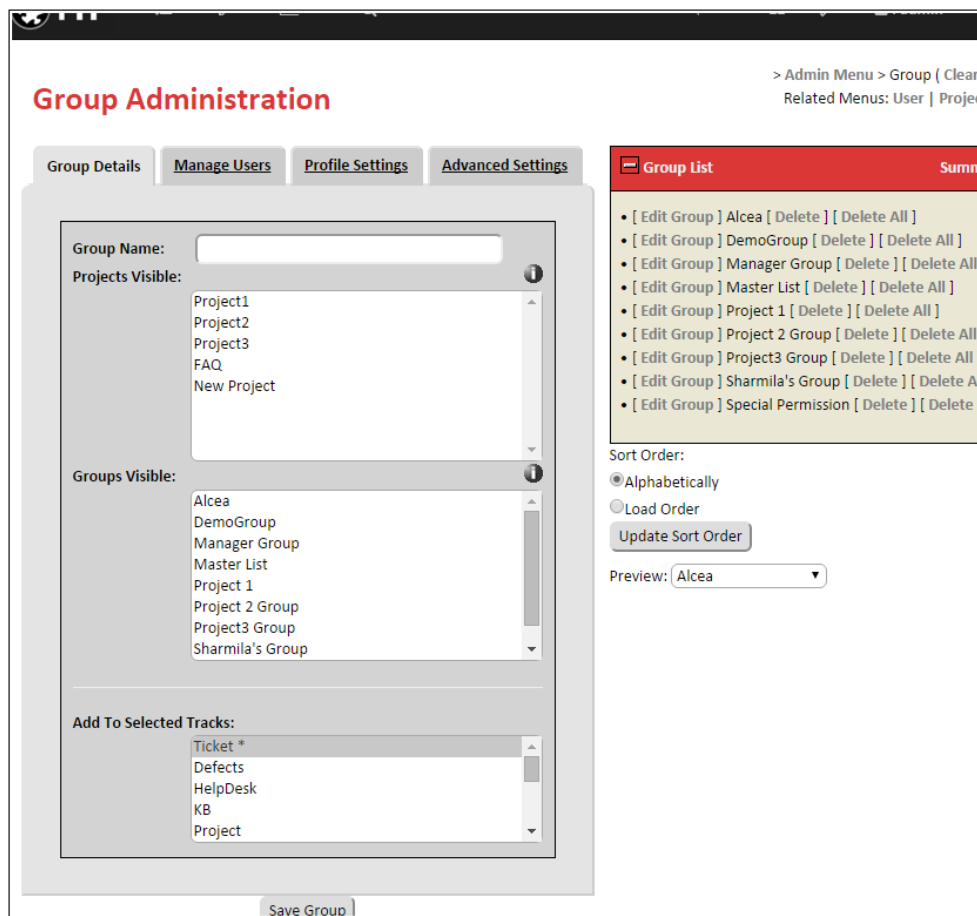 > Admin Menu > Group ( Clear
Group Administration
Related Menus: User | Projec
Group Details
Manage Users
Profile Settings
Advanced Settings
Group Name:
Projects Visible:
Project1
Project2
Project3
FAQ
New Project
Groups Visible:
Alcea
DemoGroup
Manager Group
Master List
Project 1
Project 2 Group
Project3 Group
Sharmila's Group
Add To Selected Tracks:
Ticket *
Defects
HelpDesk
KB
Project
Save Group
Group List Summ
• [ Edit Group ] Alcea [ Delete ] [ Delete All ]
• [ Edit Group ] DemoGroup [ Delete ] [ Delete All ]
• [ Edit Group ] Manager Group [ Delete ] [ Delete All
• [ Edit Group ] Master List [ Delete ] [ Delete All ]
• [ Edit Group ] Project 1 [ Delete ] [ Delete All ]
• [ Edit Group ] Project 2 Group [ Delete ] [ Delete All
• [ Edit Group ] Project3 Group [ Delete ] [ Delete All
• [ Edit Group ] Sharmila's Group [ Delete ] [ Delete A
• [ Edit Group ] Special Permission [ Delete ] [ Delete
Sort Order:
Alphabetically
Load Order
Update Sort Order
Preview: Alcea